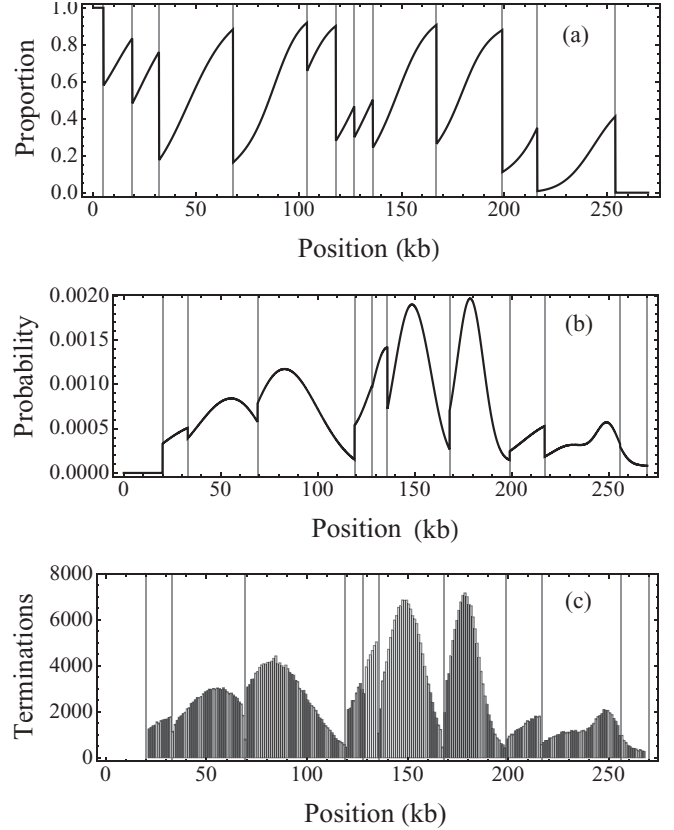 1.0
(a)
0.8
0.6
0.4
0.2
0.0
Proportion
0 50 100 150 200 250
Position (kb)
0.0020
(b)
0.0015
0.0010
0.0005
0.0000
Probability
0 50 100 150 200 250
Position (kb)
8000
(c)
6000
4000
2000
0
Terminations
0 50 100 150 200 250
Position (kb)